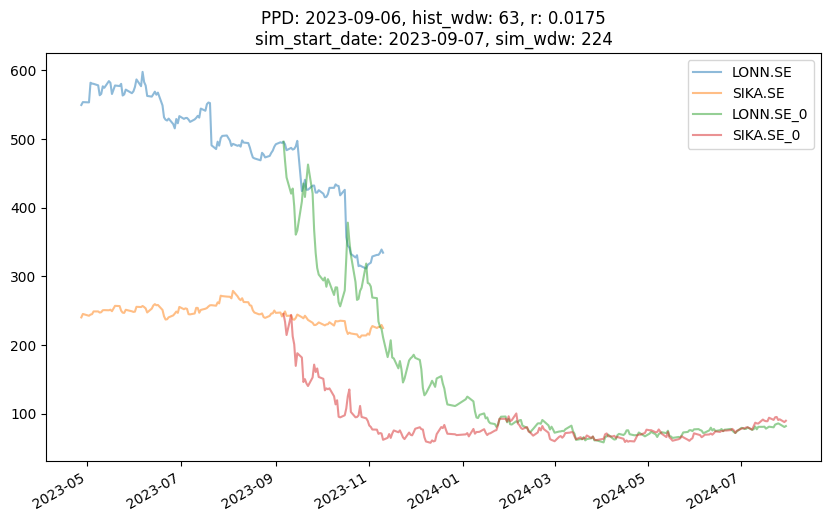 PPD: 2023-09-06, hist_wdw: 63, r: 0.0175
sim_start_date: 2023-09-07, sim_wdw: 224
600
500
400
300
200
100
LONN.SE
SIKA.SE
LONN.SE_0
SIKA.SE_0
2023-05
2023-07
2023-09
2023-11
2024-01
2024-03
2024-05
2024-07